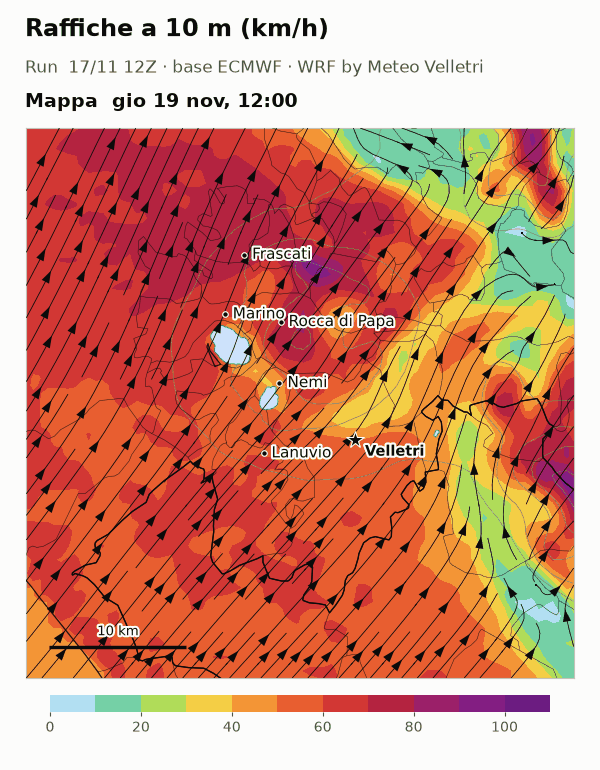 Raffiche a 10 m (km/h)
Run  17/11 12Z · base ECMWF · WRF by Meteo Velletri
Mappa  gio 19 nov, 12:00
Frascati
Marino
Rocca di Papa
Nemi
Velletri
Lanuvio
10 km
0 20 40 60 80 100